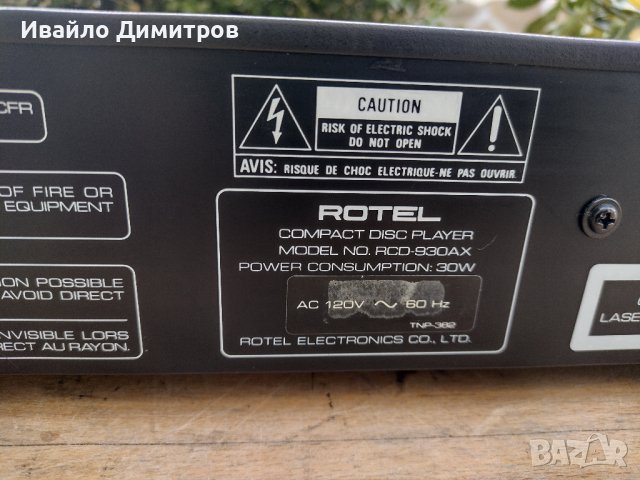 Ивайло Димитров
CFR
CAUTION
RISK OF ELECTRIC SHOCK
DO NOT OPEN
AVIS: RISQUE DE CHOC ELECTRIQUE-NE PAS OUVRIR.
OF FIRE OR
EQUIPMENT
ROTEL
COMPACT DISC PLAYER
MODEL NO. RCD-930AX
POWER CONSUMPTION: 30W
AC 120V ~ 60 Hz
TNP-362
ROTEL ELECTRONICS CO., LTD.
POSSIBLE
AVOID DIRECT
INVISIBLE LORS
DIRECT AU RAYON.
LASE
BAZAR